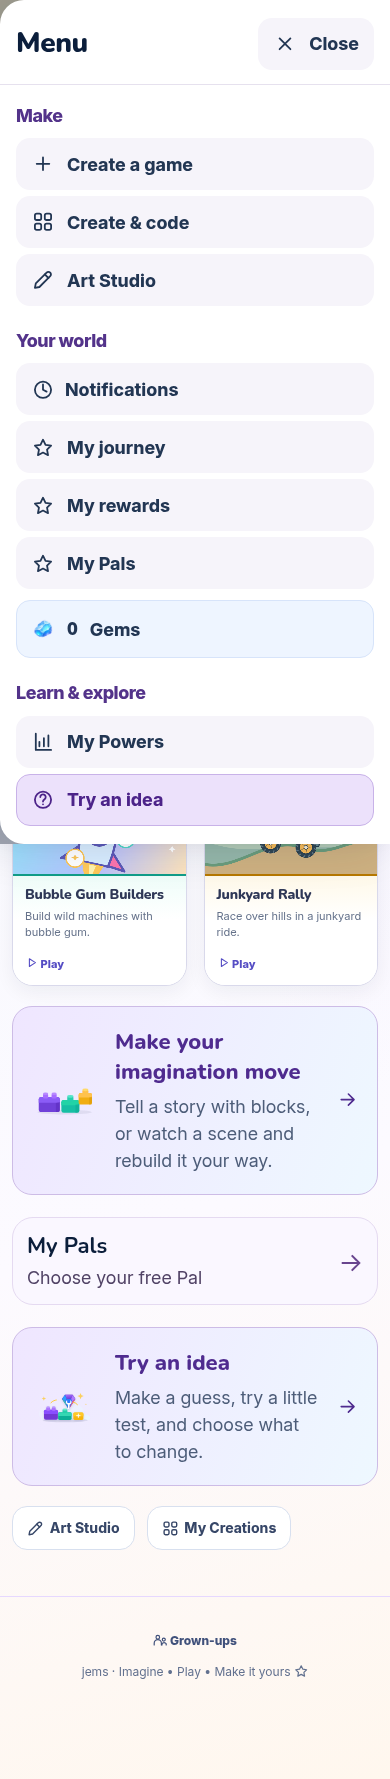 Menu
Close
Make
Create a game
Create & code
Art Studio
Your world
Notifications
My journey
My rewards
My Pals
0 Gems
Learn & explore
My Powers
Try an idea
Bubble Gum Builders
Build wild machines with
bubble gum.
Play
Junkyard Rally
Race over hills in a junkyard
ride.
Play
Make your
imagination move
Tell a story with blocks,
or watch a scene and
rebuild it your way.
My Pals
Choose your free Pal
Try an idea
Make a guess, try a little
test, and choose what
to change.
Art Studio
My Creations
Grown-ups
jems · Imagine • Play • Make it yours